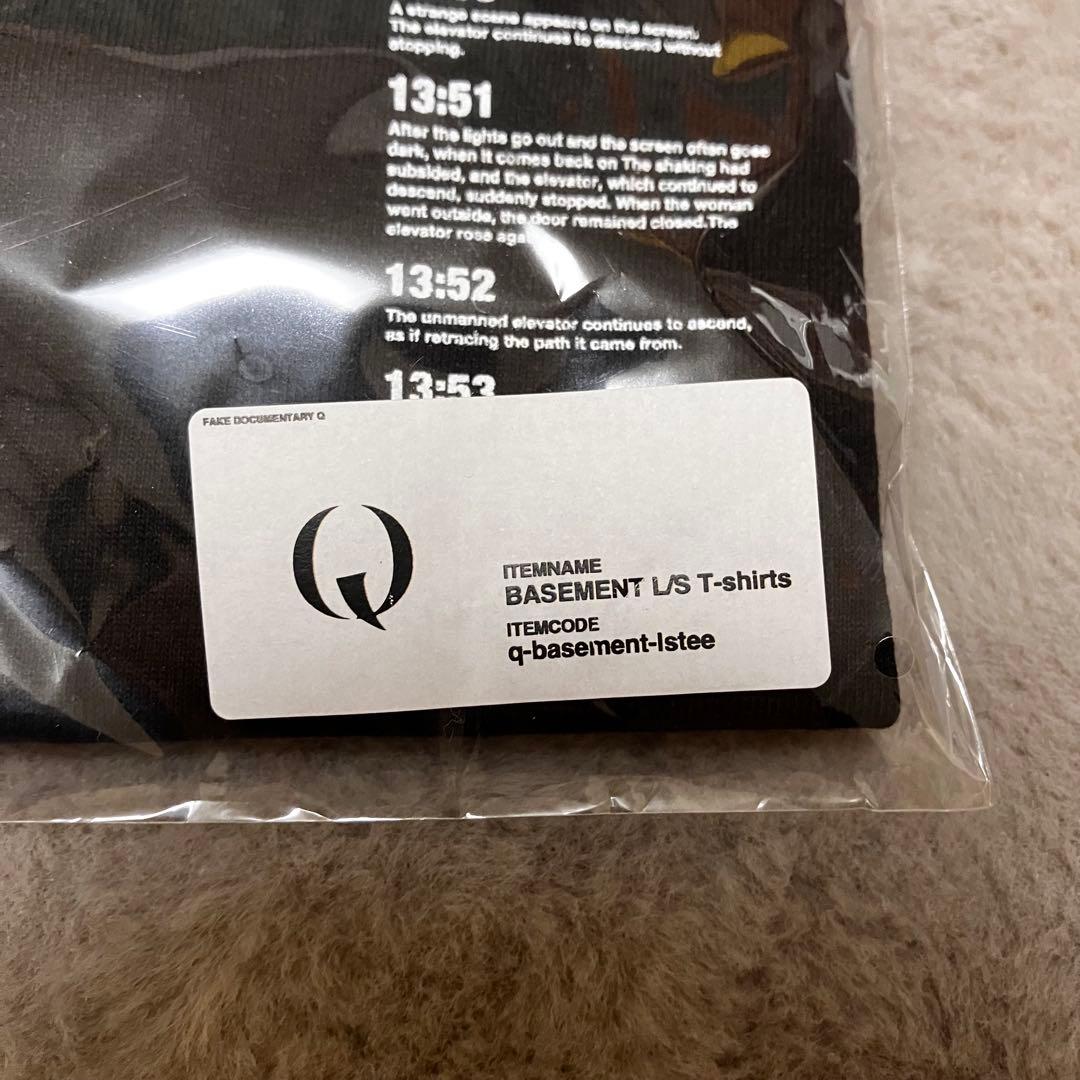 A strange scene appears on the screen.
The elevator continues to descend without
stopping.
13:51
After the lights go out and the screen often goes
dark, when it comes back on The shaking had
subsided, and the elevator, which continued to
descend, suddenly stopped. When the woman
went outside, the door remained closed.The
elevator rose
13:52
The unmanned elevator continues to ascend,
as if retracing the path it came from.
13:53
FAKE DOCUMENTARY Q
Q
ITEMNAME
BASEMENT L/S T-shirts
ITEMCODE
q-basement-lstee